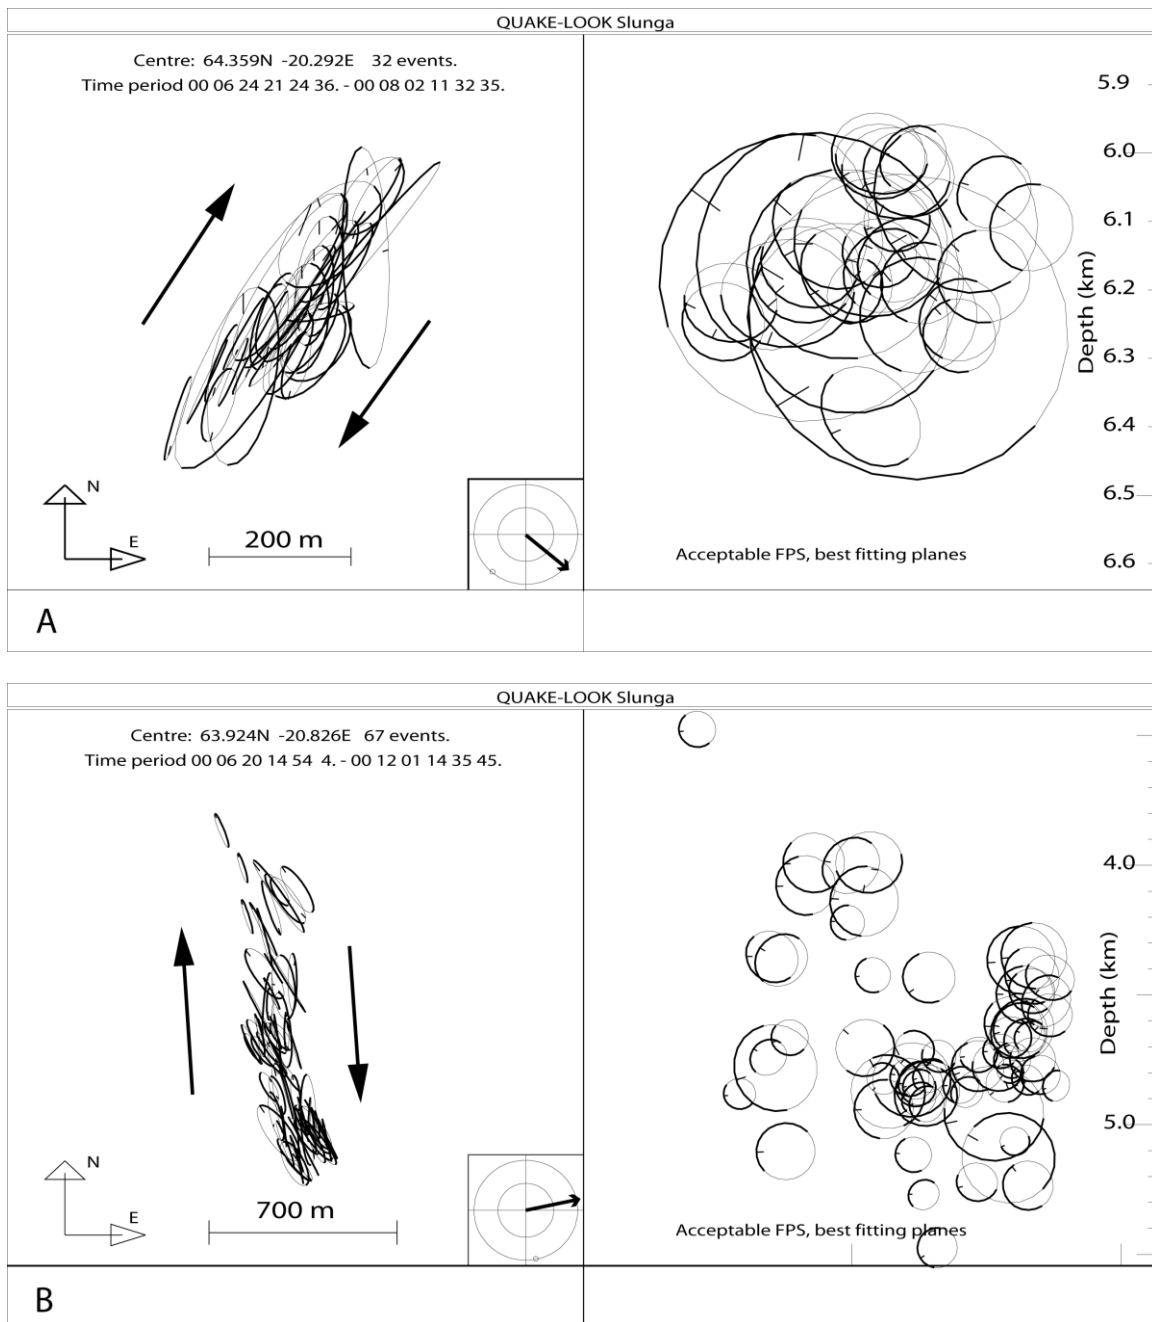 QUAKE-LOOK Slunga
Centre: 64.359N -20.292E 32 events.
Time period 00 06 24 21 24 36. - 00 08 02 11 32 35.
N
E
200 m
5.9
6.0
6.1
6.2
6.3
6.4
6.5
6.6
Depth (km)
Acceptable FPS, best fitting planes
A
QUAKE-LOOK Slunga
Centre: 63.924N -20.826E 67 events.
Time period 00 06 20 14 54 4. - 00 12 01 14 35 45.
N
E
700 m
4.0
5.0
Depth (km)
Acceptable FPS, best fitting planes
B